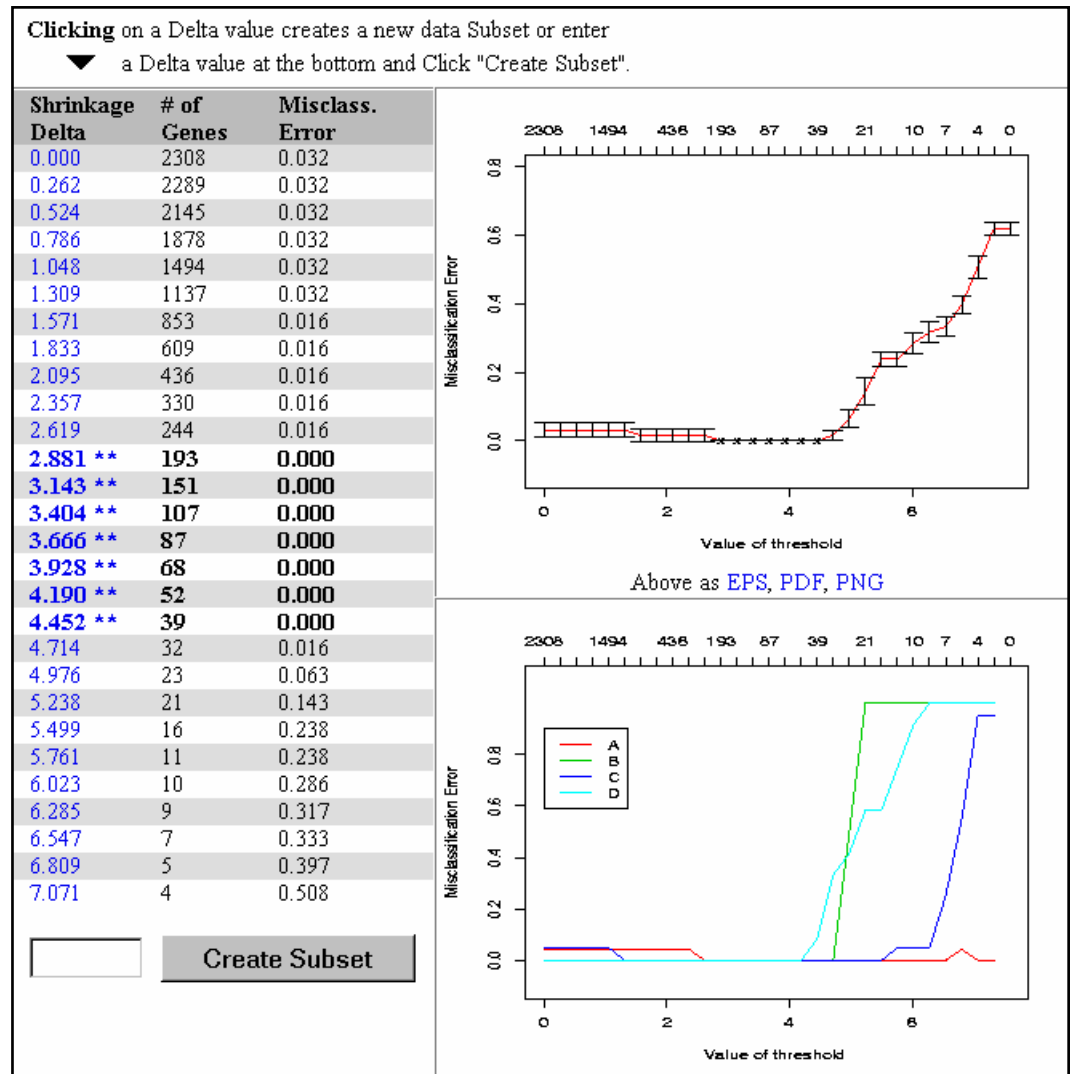 Clicking on a Delta value creates a new data Subset or enter
a Delta value at the bottom and Click "Create Subset".
Shrinkage # of Misclass.
Delta Genes Error
0.000 2308 0.032
0.262 2289 0.032
0.524 2145 0.032
0.786 1878 0.032
1.048 1494 0.032
1.309 1137 0.032
1.571 853 0.016
1.833 609 0.016
2.095 436 0.016
2.357 330 0.016
2.619 244 0.016
2.881 ** 193 0.000
3.143 ** 151 0.000
3.404 ** 107 0.000
3.666 ** 87 0.000
3.928 ** 68 0.000
4.190 ** 52 0.000
4.452 ** 39 0.000
4.714 32 0.016
4.976 23 0.063
5.238 21 0.143
5.499 16 0.238
5.761 11 0.238
6.023 10 0.286
6.285 9 0.317
6.547 7 0.333
6.809 5 0.397
7.071 4 0.508
Create Subset
2308 1494 436 193 87 39 21 10 7 4 0
0.8
0.6
0.4
0.2
0.0
Misclassification Error
0 2 4 6
Value of threshold
Above as EPS, PDF, PNG
2308 1494 436 193 87 39 21 10 7 4 0
0.8
0.6
0.4
0.2
0.0
Misclassification Error
A
B
C
D
0 2 4 6
Value of threshold